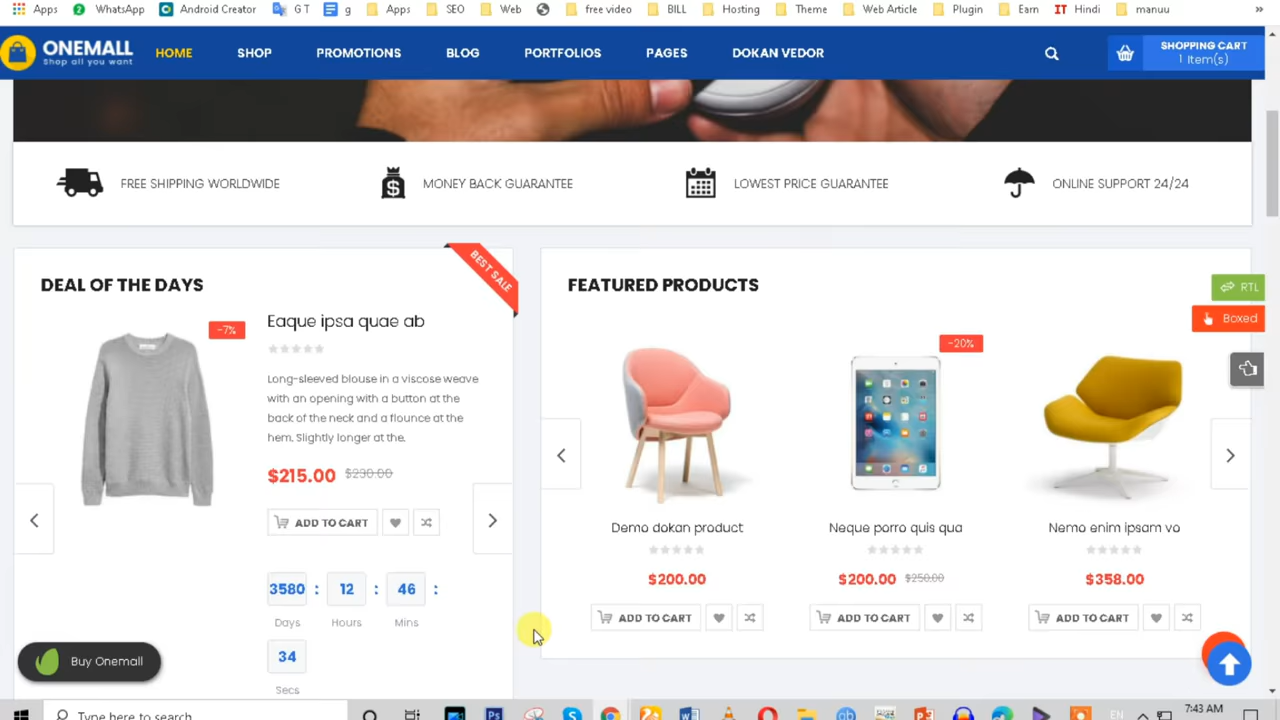 Apps WhatsApp Android Creator G T g Apps SEO Web free videu BILL Hosting Theme Web Article Plugin Earn IT Hindi manuu »
ONEMALL
Shop all you want
HOME SHOP PROMOTIONS BLOG PORTFOLIOS PAGES DOKAN VEDOR
SHOPPING CART
1 Item(s)
FREE SHIPPING WORLDWIDE MONEY BACK GUARANTEE LOWEST PRICE GUARANTEE ONLINE SUPPORT 24/24
DEAL OF THE DAYS
BEST SALE
-7%
Eaque ipsa quae ab
Long-sleeved blouse in a viscose weave
with an opening with a button at the
back of the neck and a flounce at the
hem. Slightly longer at the.
$215.00 $230.00
ADD TO CART
3580 : 12 : 46 :
Days Hours Mins
34
Secs
FEATURED PRODUCTS
-20%
Demo dokan product Neque porro quis qua Nemo enim ipsam vo
$200.00 $200.00 $250.00 $358.00
ADD TO CART ADD TO CART ADD TO CART
RTL
Boxed
Buy Onemall
Type here to search
Ps W P EN 7:43 AM